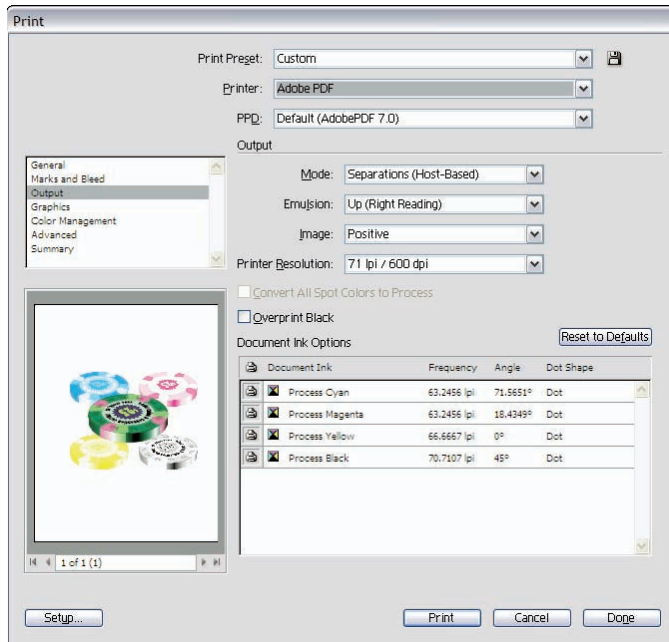 Print
Print Preset: Custom
Printer: Adobe PDF
PPD: Default (AdobePDF 7.0)
General
Marks and Bleed
Output
Graphics
Color Management
Advanced
Summary
Output
Mode: Separations (Host-Based)
Emulsion: Up (Right Reading)
Image: Positive
Printer Resolution: 71 lpi / 600 dpi
Convert All Spot Colors to Process
Overprint Black
Document Ink Options
Reset to Defaults
Document Ink Frequency Angle Dot Shape
Process Cyan 63.2456 lpi 71.5651° Dot
Process Magenta 63.2456 lpi 18.4349° Dot
Process Yellow 66.6667 lpi 0° Dot
Process Black 70.7107 lpi 45° Dot
1 of 1 (1)
Setup... Print Cancel Done